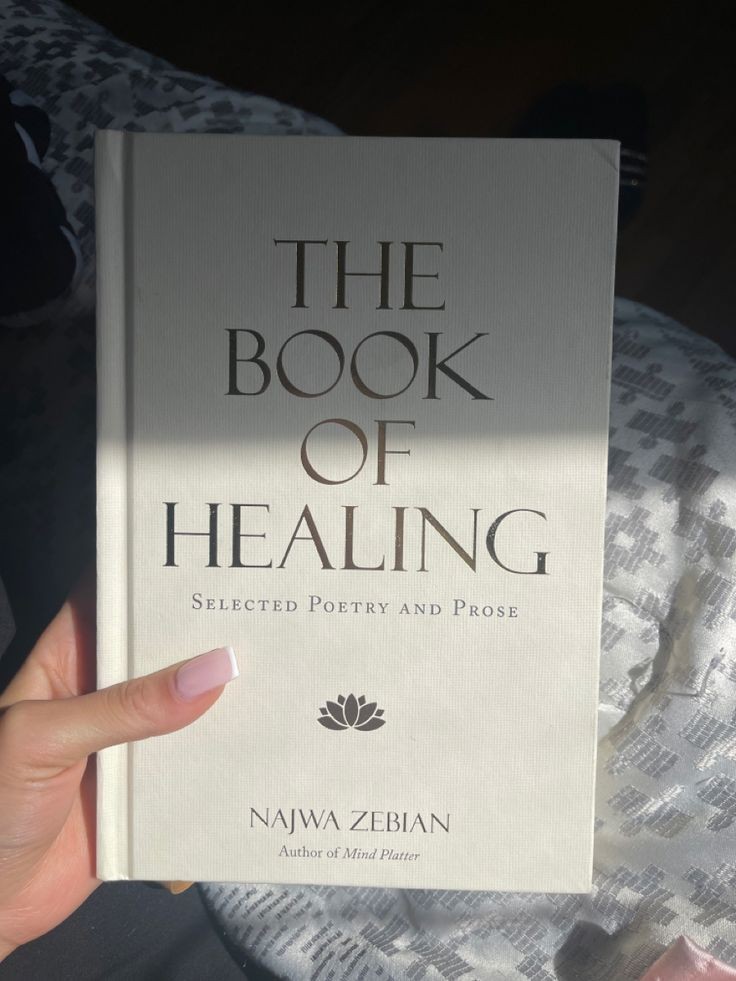 THE
BOOK
OF
HEALING
SELECTED POETRY AND PROSE
NAJWA ZEBIAN
Author of Mind Platter